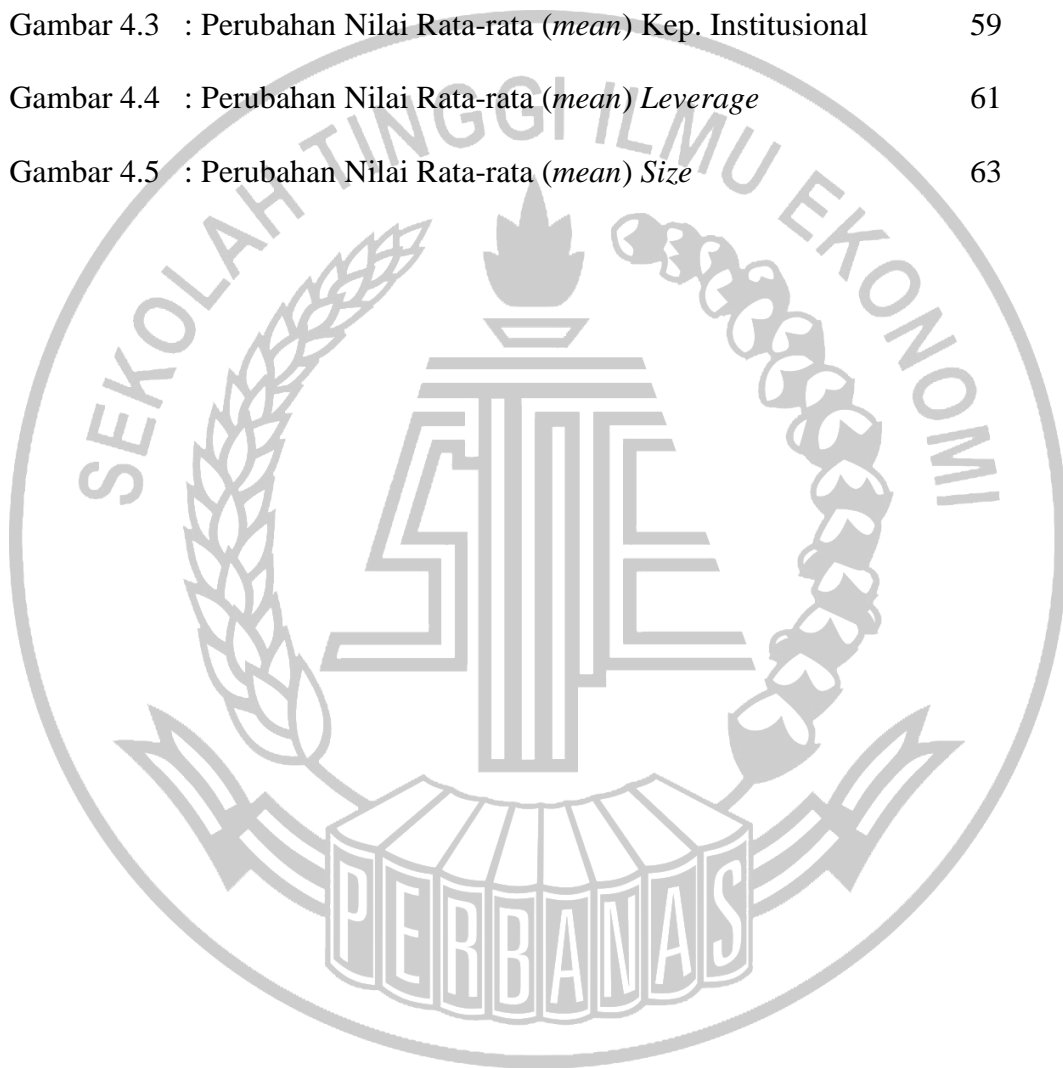 Gambar 4.3 : Perubahan Nilai Rata-rata (mean) Kep. Institusional 59
Gambar 4.4 : Perubahan Nilai Rata-rata (mean) Leverage 61
Gambar 4.5 : Perubahan Nilai Rata-rata (mean) Size 63
SEKOLAH TINGGI ILMU EKONOMI
STIE
PERBANAS